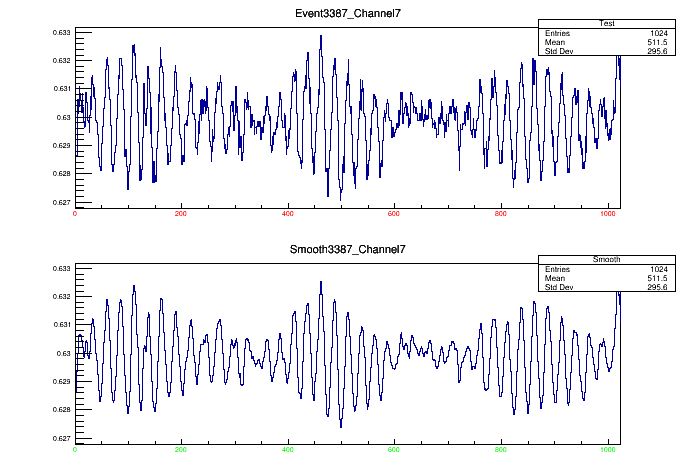 Event3387_Channel7
Test
Entries 1024
Mean 511.5
Std Dev 295.6
0.633
0.632
0.631
0.63
0.629
0.628
0.627
0 200 400 600 800 1000
Smooth3387_Channel7
Smooth
Entries 1024
Mean 511.5
Std Dev 295.6
0.633
0.632
0.631
0.63
0.629
0.628
0.627
0 200 400 600 800 1000